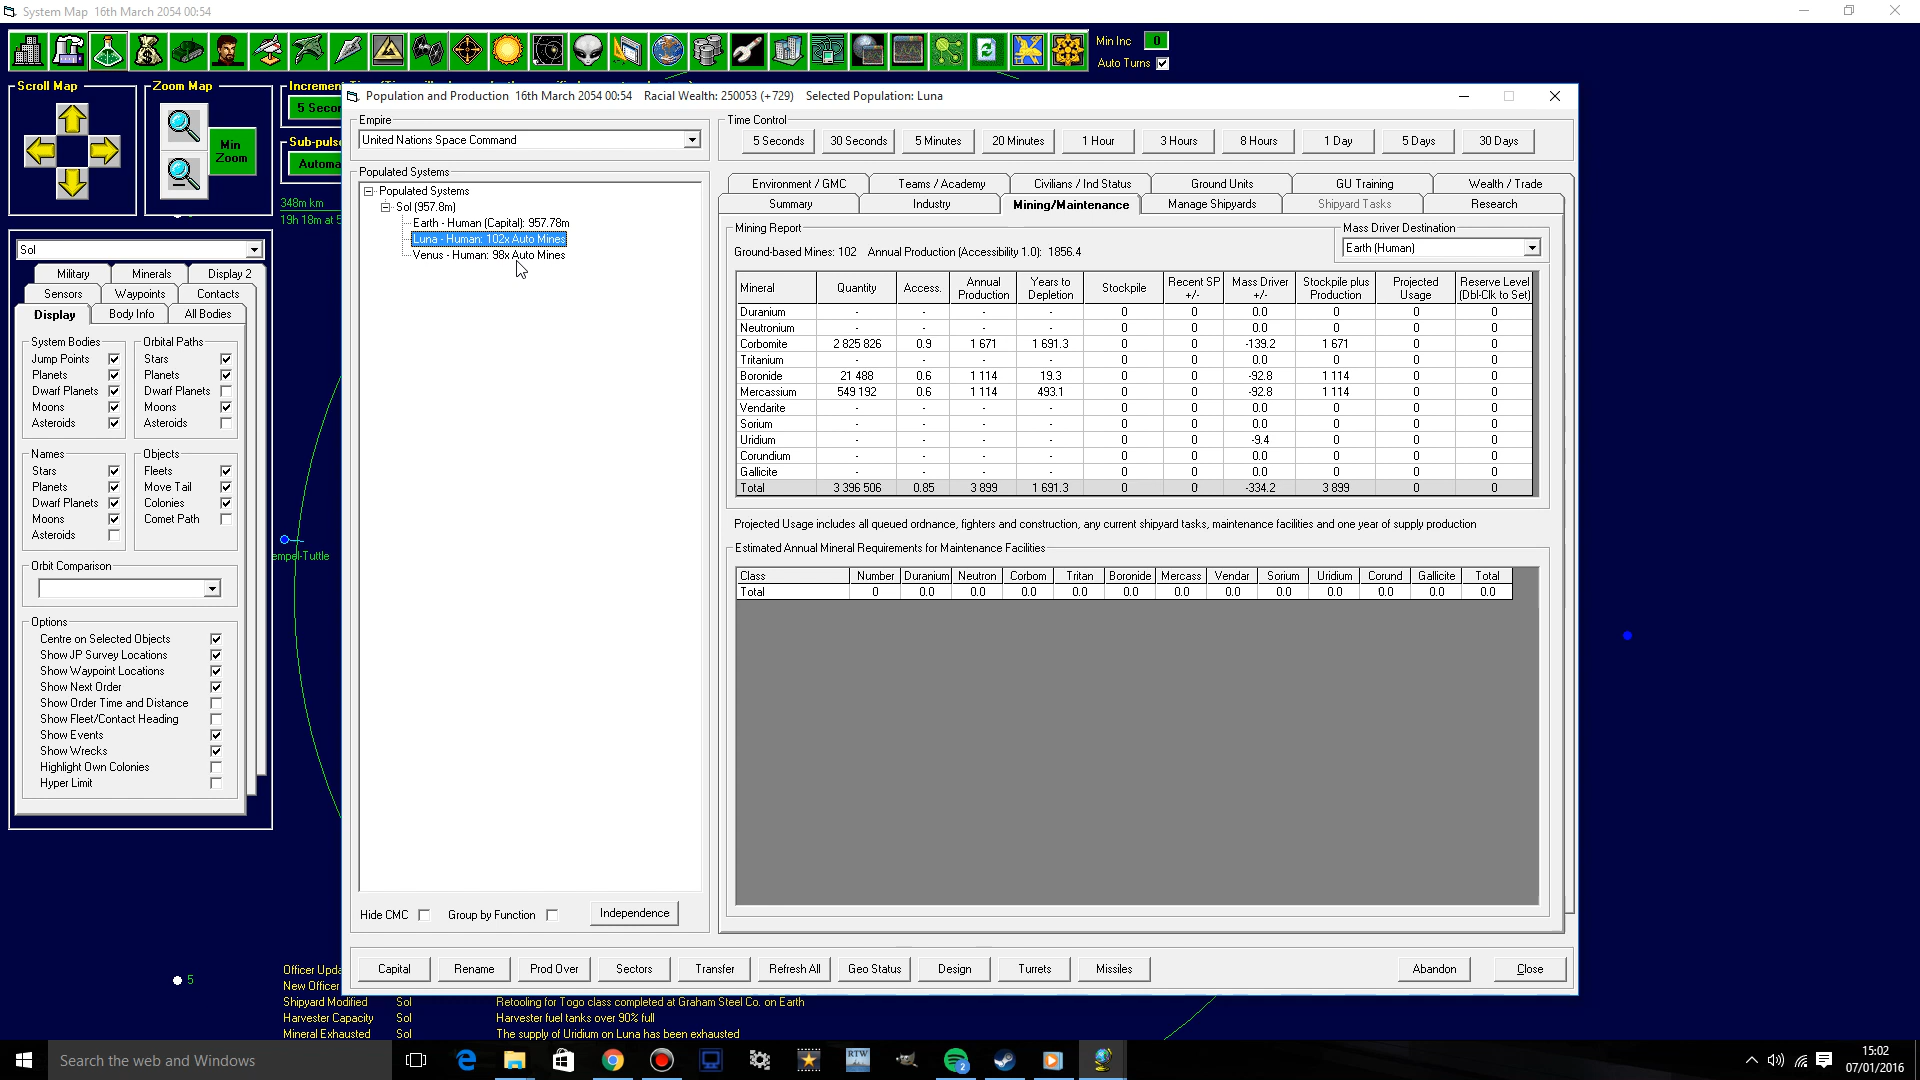 System Map 16th March 2054 00:54
Min Inc 0
Auto Turns
Scroll Map
Zoom Map
Min Zoom
Incremen
5 Secor
Sub-pulse
Automa
348m km
19h 18m at 5
Sol
Military Minerals Display 2
Sensors Waypoints Contacts
Display Body Info All Bodies
System Bodies
Jump Points
Planets
Dwarf Planets
Moons
Asteroids
Orbital Paths
Stars
Planets
Dwarf Planets
Moons
Asteroids
Names
Stars
Planets
Dwarf Planets
Moons
Asteroids
Objects
Fleets
Move Tail
Colonies
Comet Path
Orbit Comparison
Options
Centre on Selected Objects
Show JP Survey Locations
Show Waypoint Locations
Show Next Order
Show Order Time and Distance
Show Fleet/Contact Heading
Show Events
Show Wrecks
Highlight Own Colonies
Hyper Limit
empel-Tuttle
5
Population and Production 16th March 2054 00:54 Racial Wealth: 250053 (+729) Selected Population: Luna
Empire
United Nations Space Command
Populated Systems
Populated Systems
Sol (957.8m)
Earth - Human (Capital): 957.78m
Luna - Human: 102x Auto Mines
Venus - Human: 98x Auto Mines
Hide CMC Group by Function Independence
Time Control
5 Seconds 30 Seconds 5 Minutes 20 Minutes 1 Hour 3 Hours 8 Hours 1 Day 5 Days 30 Days
Environment / GMC Teams / Academy Civilians / Ind Status Ground Units GU Training Wealth / Trade
Summary Industry Mining/Maintenance Manage Shipyards Shipyard Tasks Research
Mining Report
Ground-based Mines: 102 Annual Production (Accessibility 1.0): 1856.4
Mass Driver Destination
Earth (Human)
Mineral Quantity Access. Annual Production Years to Depletion Stockpile Recent SP +/- Mass Driver +/- Stockpile plus Production Projected Usage Reserve Level (Dbl-Clk to Set)
Duranium - - - - 0 0 0.0 0 0 0
Neutronium - - - - 0 0 0.0 0 0 0
Corbomite 2 825 826 0.9 1 671 1 691.3 0 0 -139.2 1 671 0 0
Tritanium - - - - 0 0 0.0 0 0 0
Boronide 21 488 0.6 1 114 19.3 0 0 -92.8 1 114 0 0
Mercassium 549 192 0.6 1 114 493.1 0 0 -92.8 1 114 0 0
Vendarite - - - - 0 0 0.0 0 0 0
Sorium - - - - 0 0 0.0 0 0 0
Uridium - - - - 0 0 -9.4 0 0 0
Corundium - - - - 0 0 0.0 0 0 0
Gallicite - - - - 0 0 0.0 0 0 0
Total 3 396 506 0.85 3 899 1 691.3 0 0 -334.2 3 899 0 0
Projected Usage includes all queued ordnance, fighters and construction, any current shipyard tasks, maintenance facilities and one year of supply production
Estimated Annual Mineral Requirements for Maintenance Facilities
Class Number Duranium Neutron Corbom Tritan Boronide Mercass Vendar Sorium Uridium Corund Gallicite Total
Total 0 0.0 0.0 0.0 0.0 0.0 0.0 0.0 0.0 0.0 0.0 0.0 0.0
Capital Rename Prod Over Sectors Transfer Refresh All Geo Status Design Turrets Missiles Abandon Close
Officer Upda
New Officer
Shipyard Modified Sol Retooling for Togo class completed at Graham Steel Co. on Earth
Harvester Capacity Sol Harvester fuel tanks over 90% full
Mineral Exhausted Sol The supply of Uridium on Luna has been exhausted
Search the web and Windows
RTW
2
15:02
07/01/2016